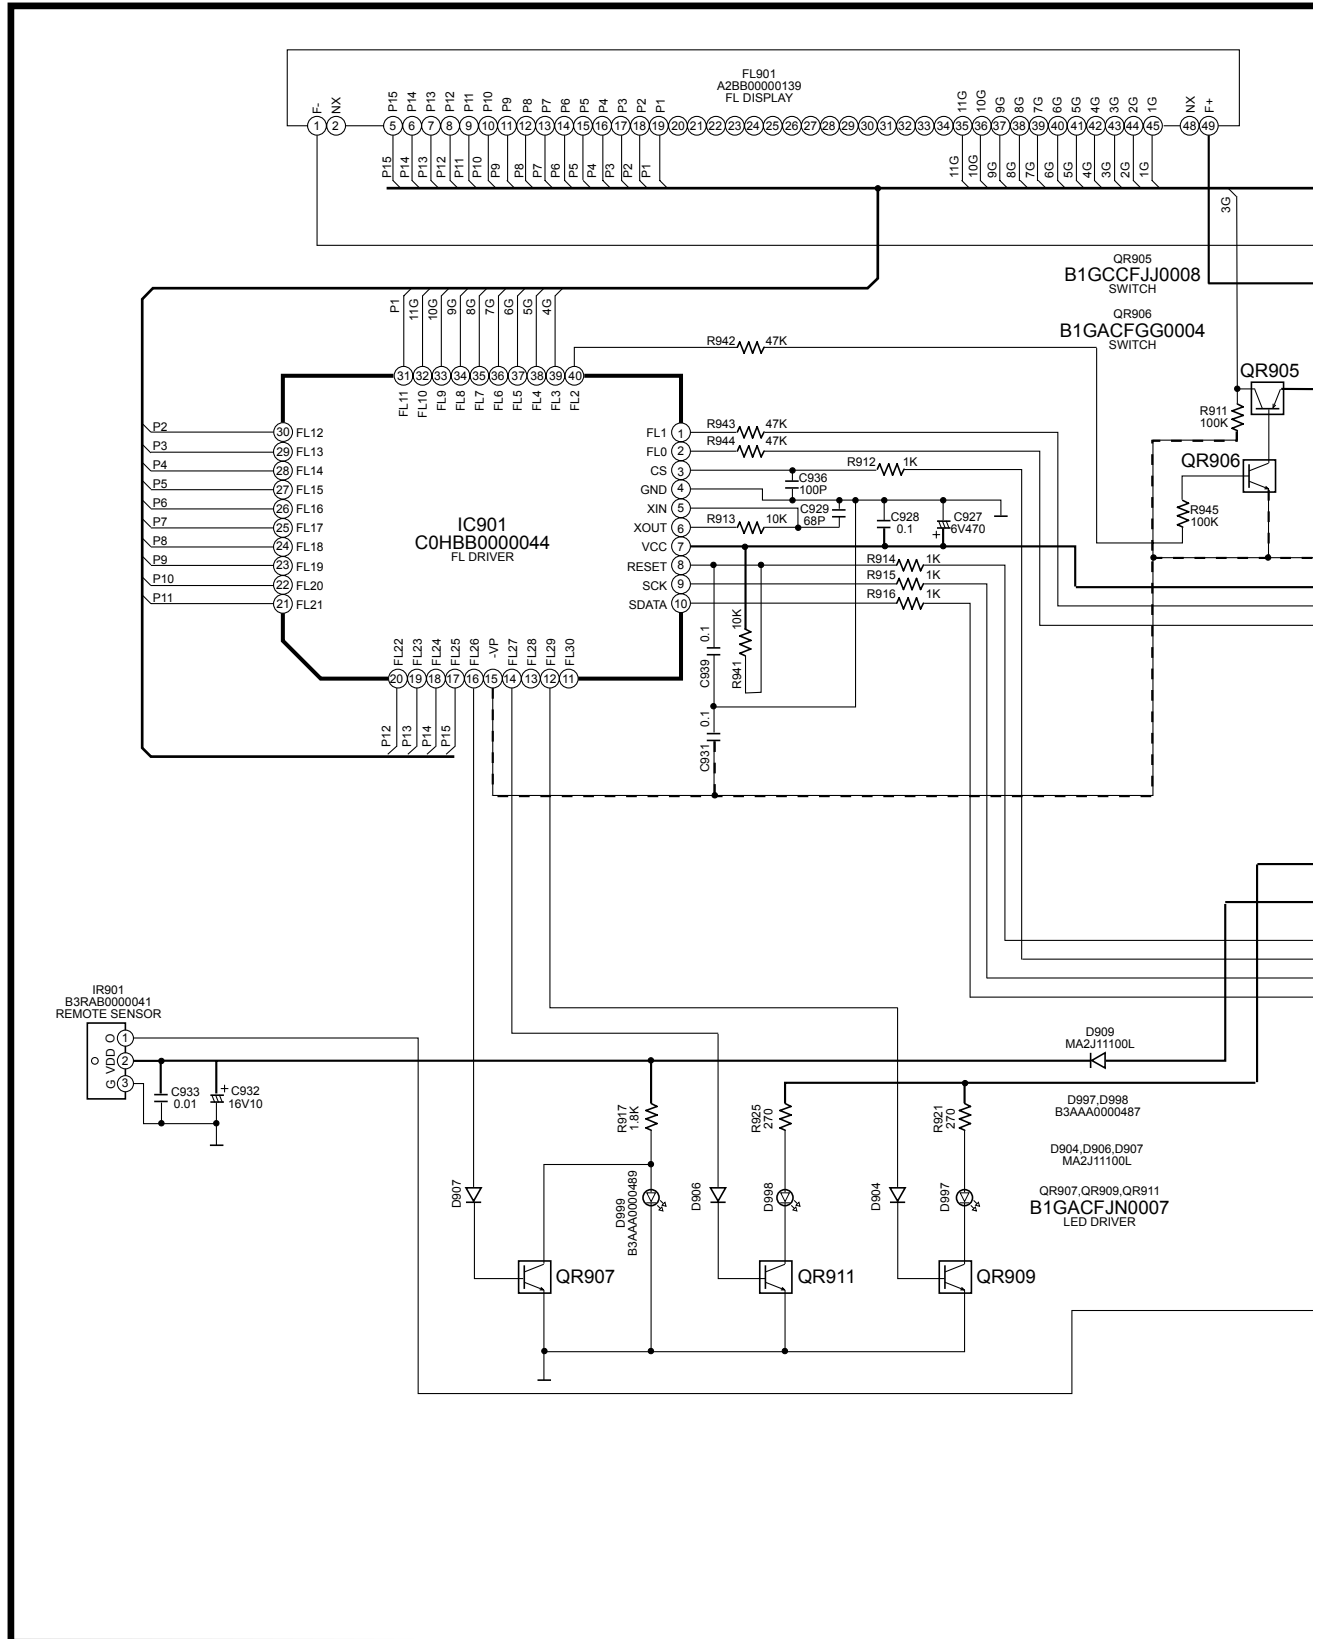 FL901
A2BB00000139
FL DISPLAY
F- NX P15 P14 P13 P12 P11 P10 P9 P8 P7 P6 P5 P4 P3 P2 P1 11G 10G 9G 8G 7G 6G 5G 4G 3G 2G 1G NX F+
1 2 5 6 7 8 9 10 11 12 13 14 15 16 17 18 19 20 21 22 23 24 25 26 27 28 29 30 31 32 33 34 35 36 37 38 39 40 41 42 43 44 45 48 49
P15 P14 P13 P12 P11 P10 P9 P8 P7 P6 P5 P4 P3 P2 P1 11G 10G 9G 8G 7G 6G 5G 4G 3G 2G 1G
3G
QR905
B1GCCFJJ0008
SWITCH
QR906
B1GACFGG0004
SWITCH
P1 11G 10G 9G 8G 7G 6G 5G 4G
R942 47K
31 32 33 34 35 36 37 38 39 40
FL11 FL10 FL9 FL8 FL7 FL6 FL5 FL4 FL3 FL2
QR905
R911
100K
QR906
R945
100K
P2 30 FL12
P3 29 FL13
P4 28 FL14
P5 27 FL15
P6 26 FL16
P7 25 FL17
P8 24 FL18
P9 23 FL19
P10 22 FL20
P11 21 FL21
IC901
C0HBB0000044
FL DRIVER
FL1 1 R943 47K
FL0 2 R944 47K
CS 3 R912 1K
GND 4
XIN 5
XOUT 6 R913 10K
VCC 7
RESET 8 R914 1K
SCK 9 R915 1K
SDATA 10 R916 1K
C936
100P
C929
68P
C928
0.1
C927
+ 6V470
C939 0.1
R941 10K
C931 0.1
FL22 FL23 FL24 FL25 FL26 -VP FL27 FL28 FL29 FL30
20 19 18 17 16 15 14 13 12 11
P12 P13 P14 P15
IR901
B3RAB0000041
REMOTE SENSOR
O 1
VDD 2
G 3
C933
0.01
+ C932
16V10
D909
MA2J11100L
R917
1.8K
R925
270
R921
270
D997,D998
B3AAA0000487
D904,D906,D907
MA2J11100L
QR907,QR909,QR911
B1GACFJN0007
LED DRIVER
D907
D999
B3AAA0000489
D906
D998
D904
D997
QR907
QR911
QR909